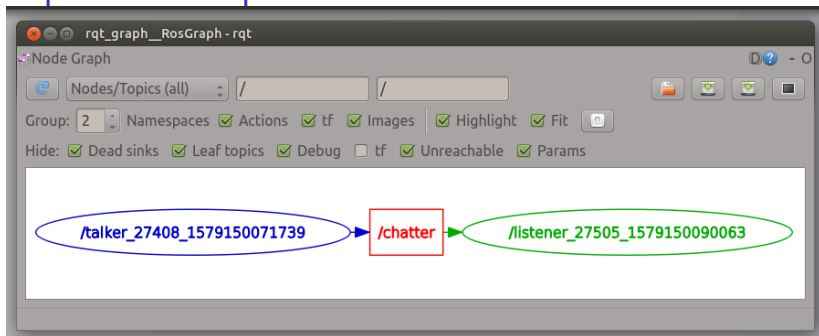 rqt_graph__RosGraph - rqt
Node Graph D ? - O
Nodes/Topics (all) / /
Group: 2 Namespaces Actions tf Images Highlight Fit
Hide: Dead sinks Leaf topics Debug tf Unreachable Params
/talker_27408_1579150071739 /chatter /listener_27505_1579150090063